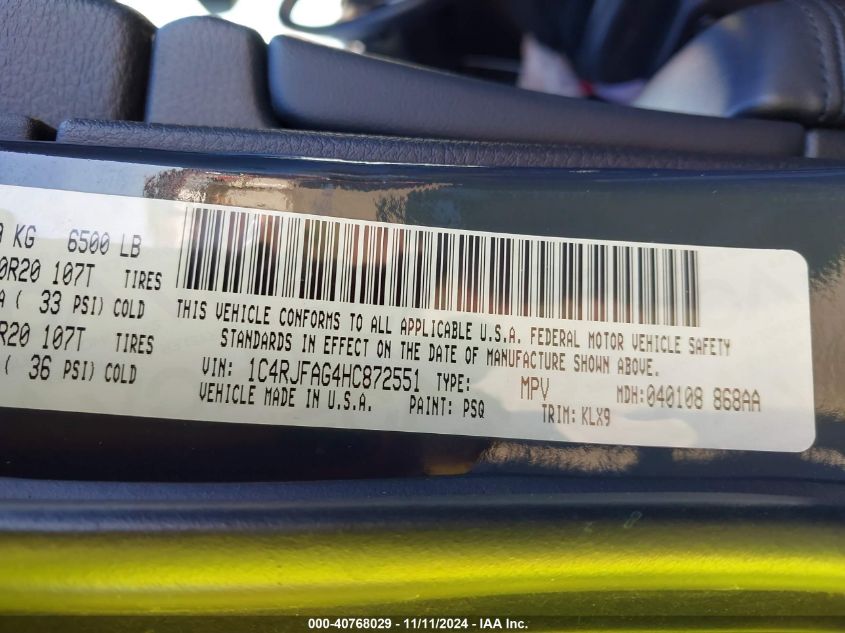 KG 6500 LB
0R20 107T TIRES
( 33 PSI) COLD
R20 107T TIRES
( 36 PSI) COLD
THIS VEHICLE CONFORMS TO ALL APPLICABLE U.S.A. FEDERAL MOTOR VEHICLE SAFETY
STANDARDS IN EFFECT ON THE DATE OF MANUFACTURE SHOWN ABOVE.
VIN: 1C4RJFAG4HC872551 TYPE: MPV MDH: 040108 868AA
VEHICLE MADE IN U.S.A. PAINT: PSQ TRIM: KLX9
000-40768029 - 11/11/2024 - IAA Inc.